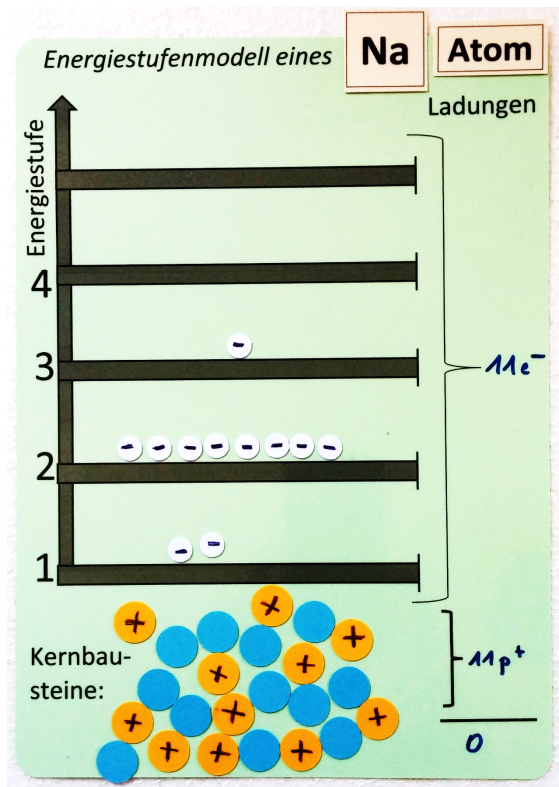 Energiestufenmodell eines Na Atom
Ladungen
Energiestufe
4
3
-
11e⁻
2
- - - - - - - -
1
- -
Kernbau-
steine:
+ + + + + + + + + + +
11p⁺
0